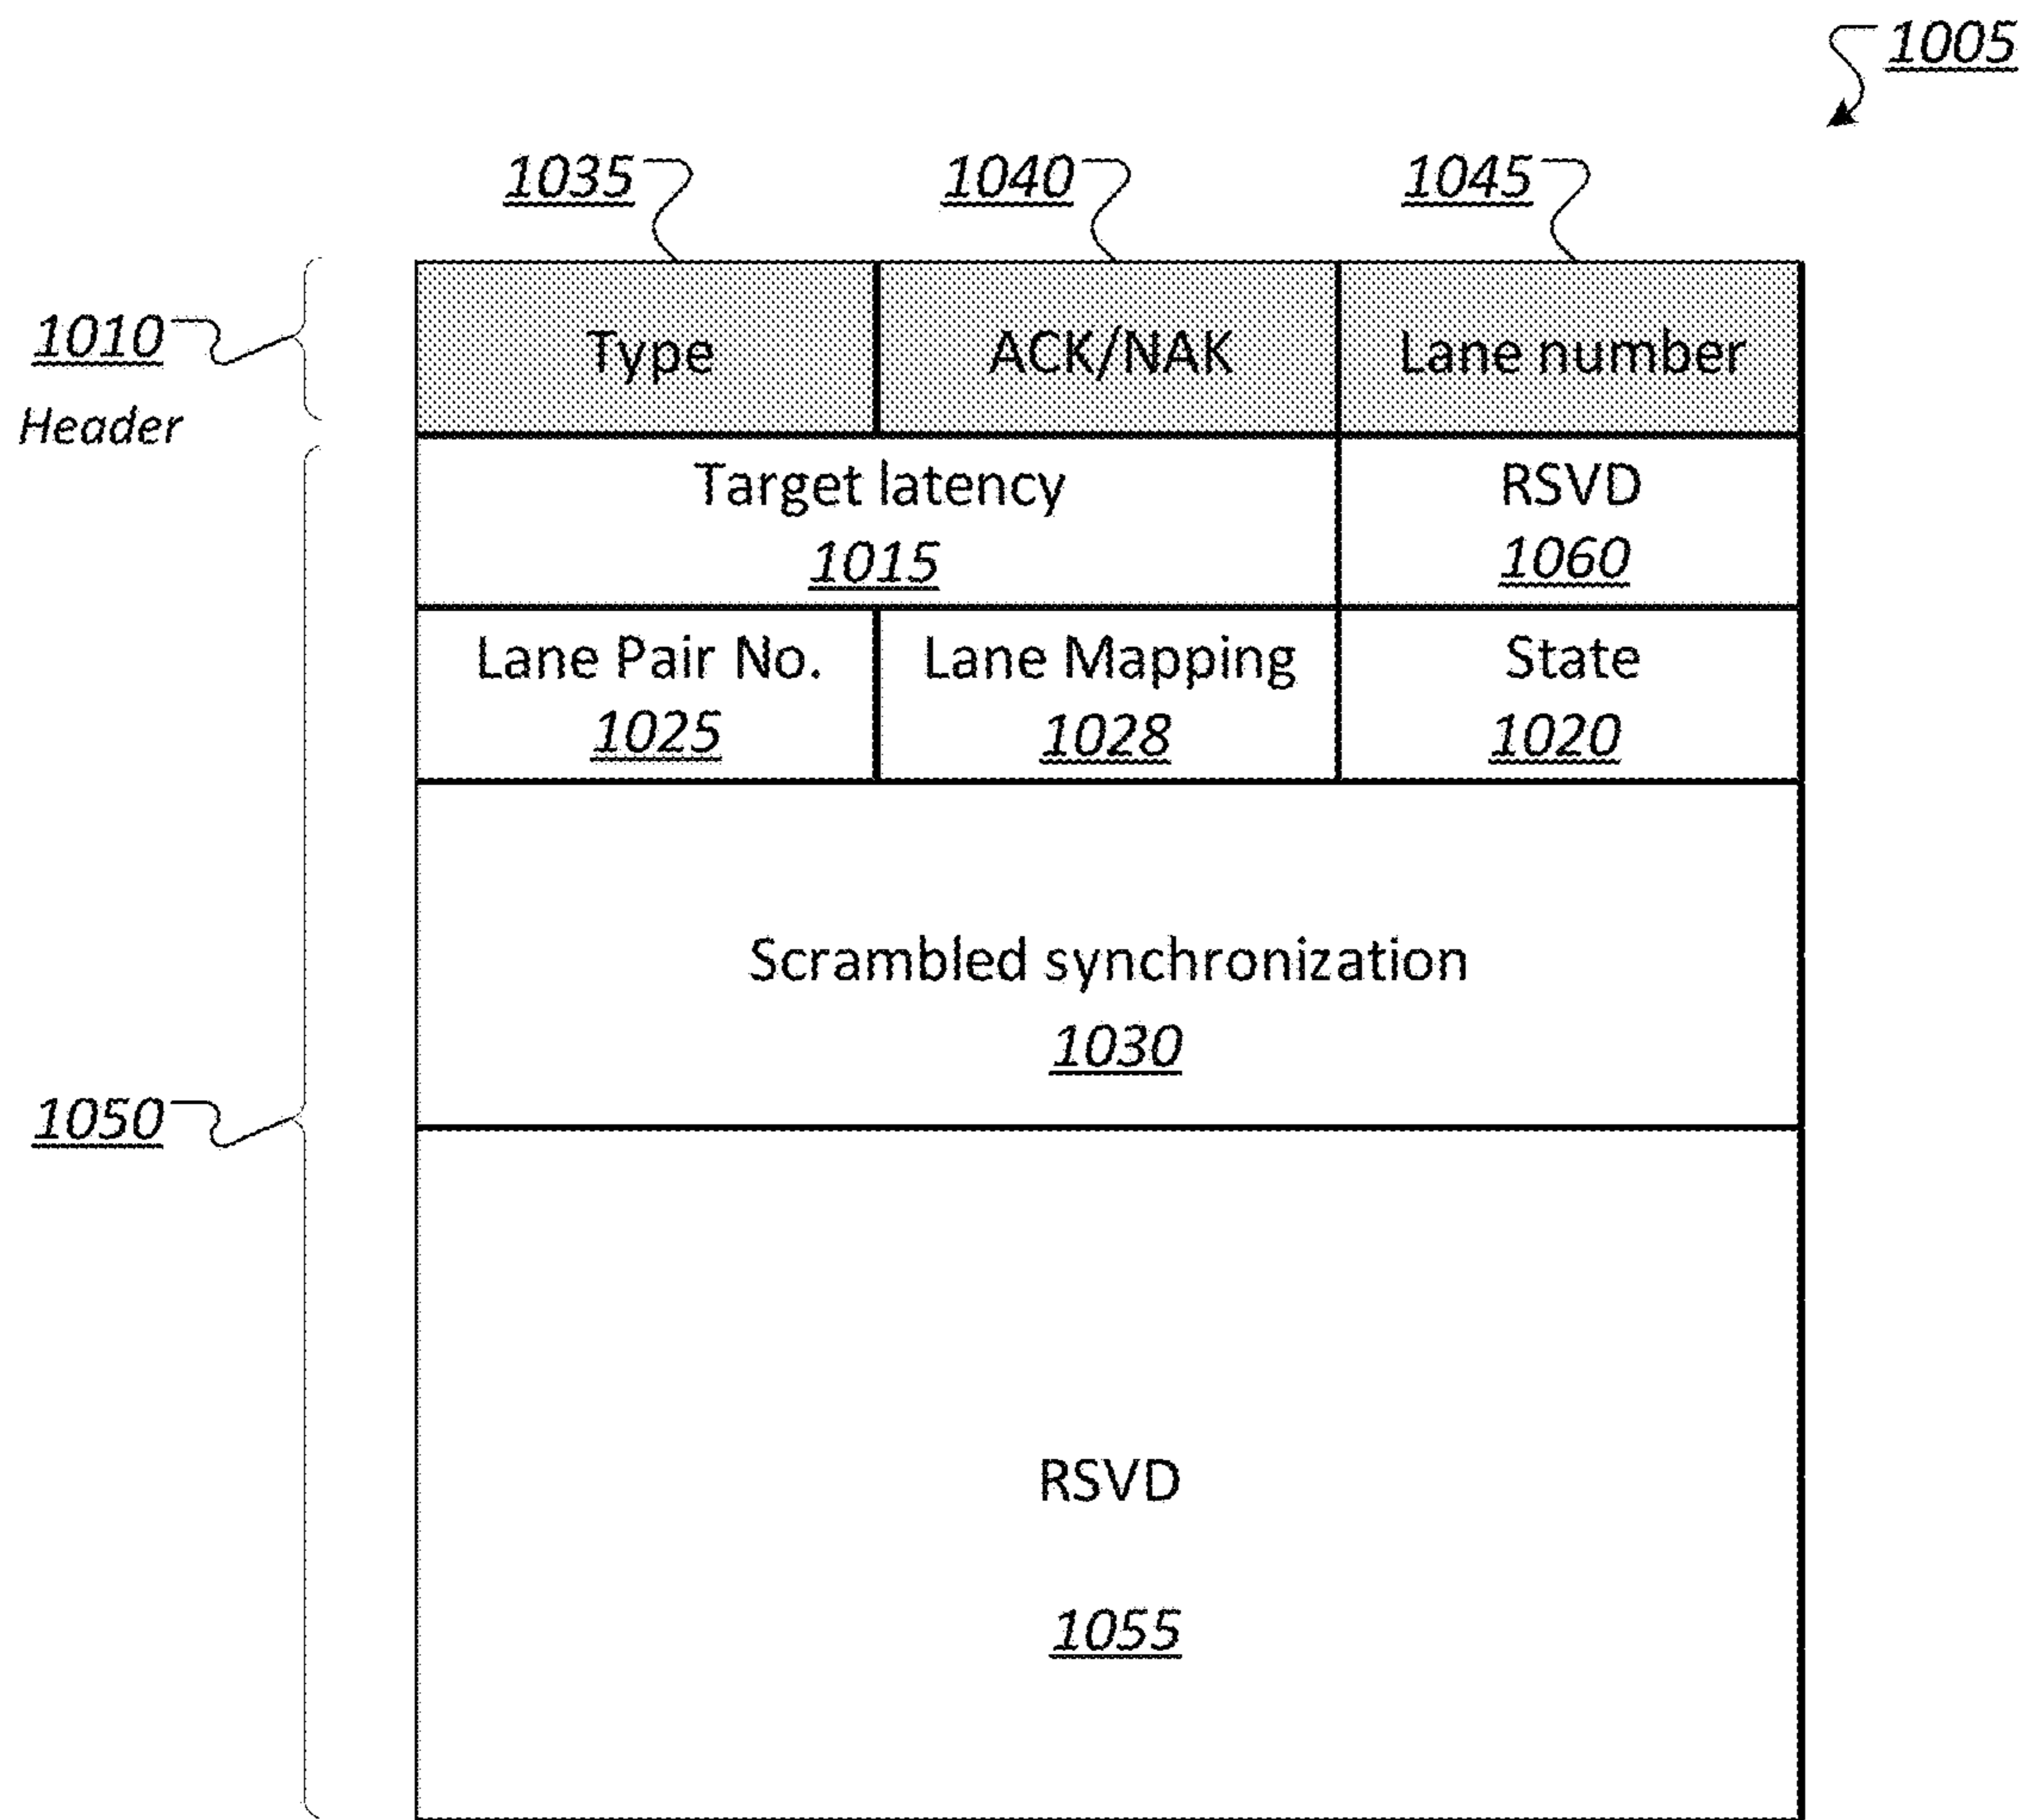 1005
1035 1040 1045
1010
Header
Type ACK/NAK Lane number
Target latency RSVD
1015 1060
Lane Pair No. Lane Mapping State
1025 1028 1020
Scrambled synchronization
1030
1050
RSVD
1055